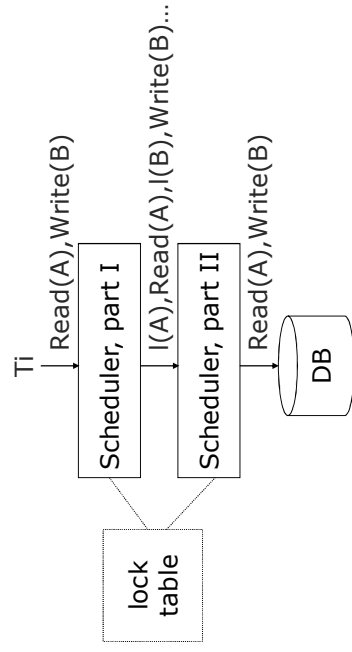 Ti
Read(A),Write(B)
Scheduler, part I
l(A),Read(A),l(B),Write(B)...
Scheduler, part II
Read(A),Write(B)
DB
lock
table